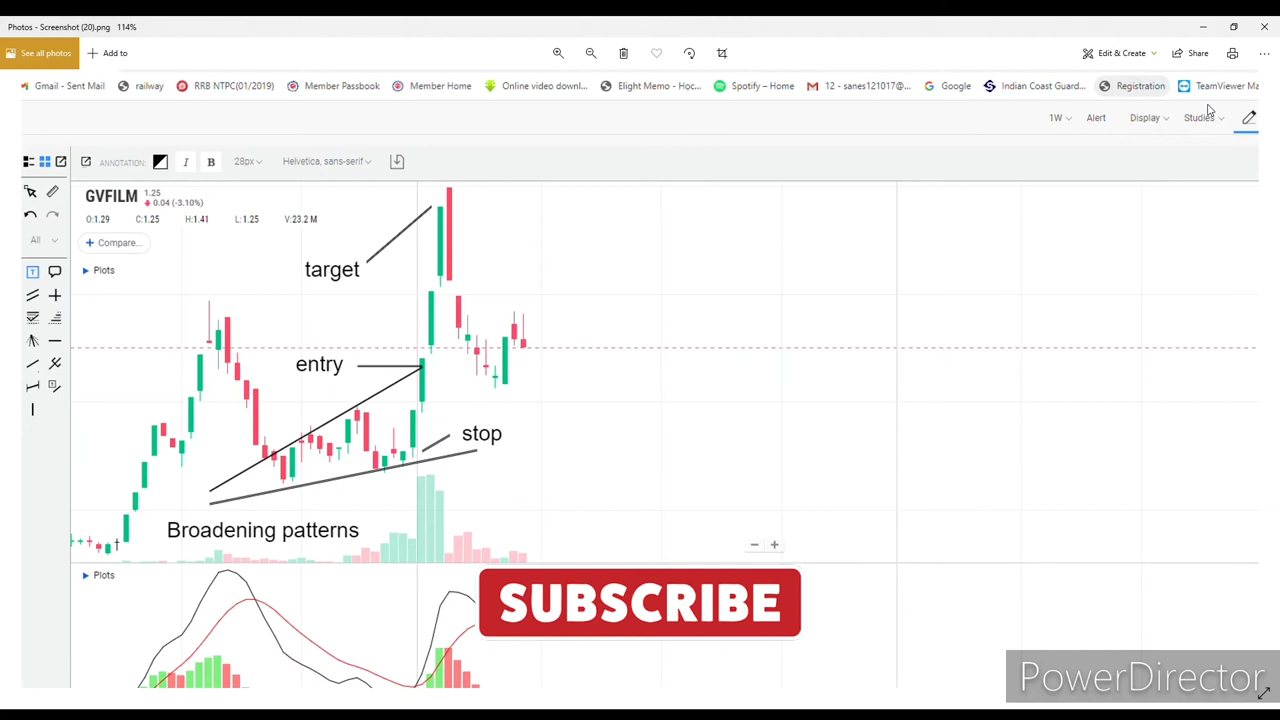 Photos - Screenshot (20).png 114%
See all photos
Add to
Edit & Create
Share
Gmail - Sent Mail
railway
RRB NTPC(01/2019)
Member Passbook
Member Home
Online video downl...
Elight Memo - Học...
Spotify – Home
12 - sanes121017@...
Google
Indian Coast Guard...
Registration
TeamViewer Ma
1W
Alert
Display
Studies
ANNOTATION:
I
B
28px
Helvetica, sans-serif
GVFILM
1.25
0.04 (-3.10%)
O:1.29 C:1.25 H:1.41 L:1.25 V:23.2 M
All
+ Compare...
Plots
target
entry
stop
Broadening patterns
Plots
SUBSCRIBE
PowerDirector